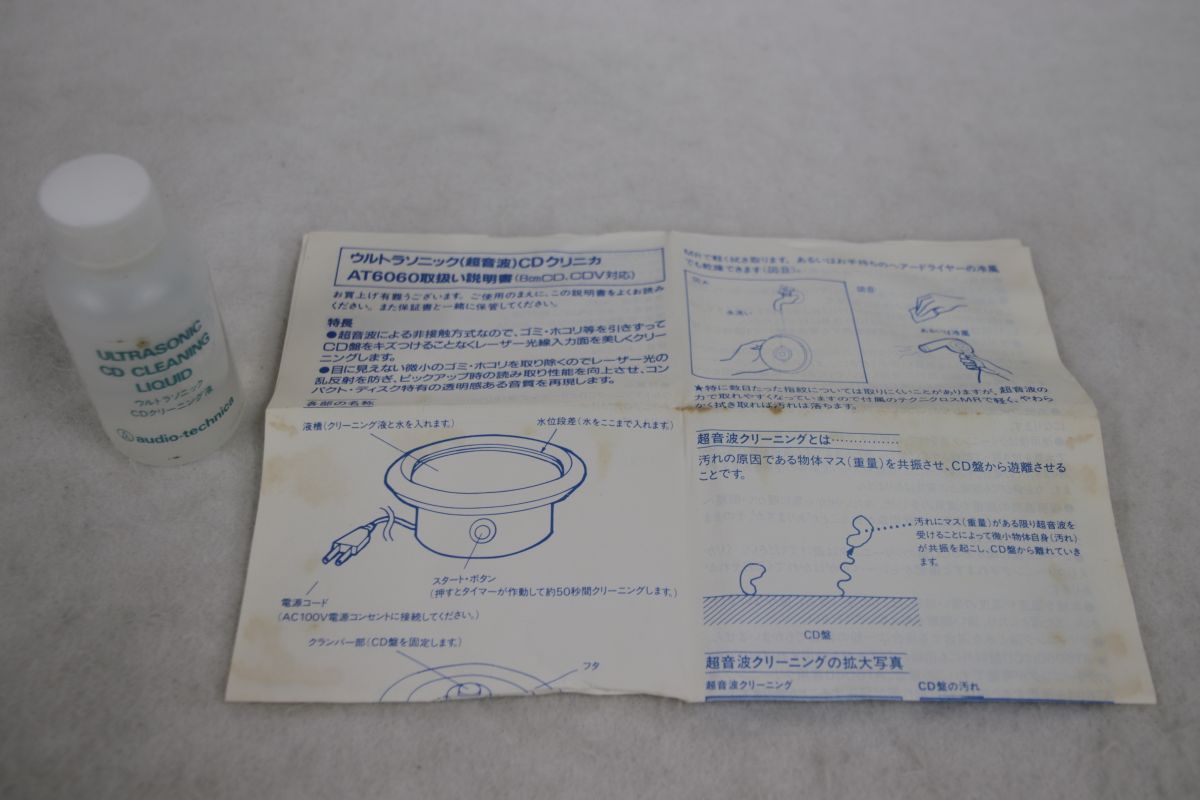 ULTRASONIC
CD CLEANING
LIQUID
ウルトラソニック
CDクリーニング液
audio-technica
ウルトラソニック(超音波)CDクリニカ
AT6060取扱い説明書(8cmCD、CDV対応)
お買上げ有難うございます。ご使用のまえに、この説明書をよくお読み
ください。また保証書と一緒に保管してください。
特長
●超音波による非接触方式なので、ゴミ・ホコリ等を引きずって
CD盤をキズつけることなくレーザー光線入力面を美しくクリー
ニングします。
●目に見えない微小のゴミ・ホコリを取り除くのでレーザー光の
乱反射を防ぎ、ピックアップ時の読み取り性能を向上させ、コン
パクト・ディスク特有の透明感ある音質を再現します。
各部の名称
液槽(クリーニング液と水を入れます。)
水位段差(水をここまで入れます。)
スタート・ボタン
(押すとタイマーが作動して約50秒間クリーニングします。)
電源コード
(AC100V電源コンセントに接続してください。)
クランパー部(CD盤を固定します。)
フタ
MRで軽く拭き取ります。あるいはお手持ちのヘアードライヤーの冷風
でも乾燥できます
水洗い
あるいは冷風
★特に数日たった指紋については取りにくいことがありますが、超音波の
力で取れやすくなっていますので付属のテクニクロスMRで軽く、やわら
かく拭き取れば汚れは落ちます。
超音波クリーニングとは……………
汚れの原因である物体マス(重量)を共振させ、CD盤から遊離させる
ことです。
汚れにマス(重量)がある限り超音波を
受けることによって微小物体自身(汚れ)
が共振を起こし、CD盤から離れていき
ます。
CD盤
超音波クリーニングの拡大写真
超音波クリーニング
CD盤の汚れ